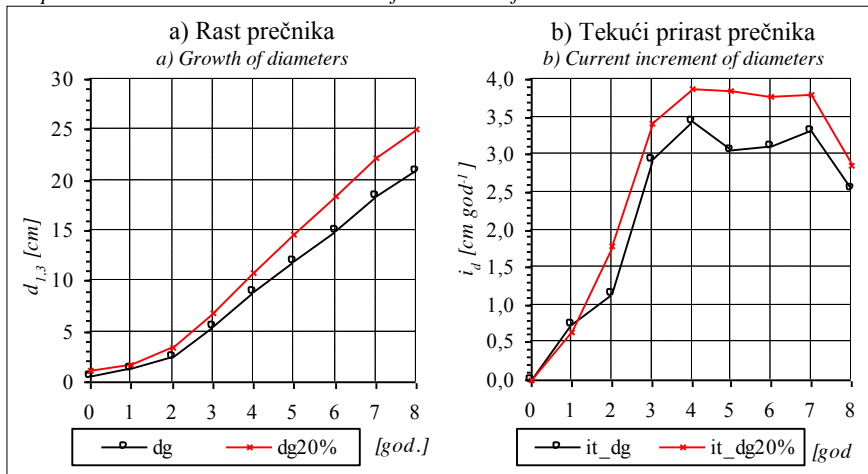 a) Rast prečnika
a) Growth of diameters
30
25
20
15
10
5
0
d1,3 [cm]
0 1 2 3 4 5 6 7 8
dg dg20% [god.]
b) Tekući prirast prečnika
b) Current increment of diameters
4,0
3,5
3,0
2,5
2,0
1,5
1,0
0,5
0,0
id [cm god-1]
0 1 2 3 4 5 6 7 8
it_dg it_dg20% [god